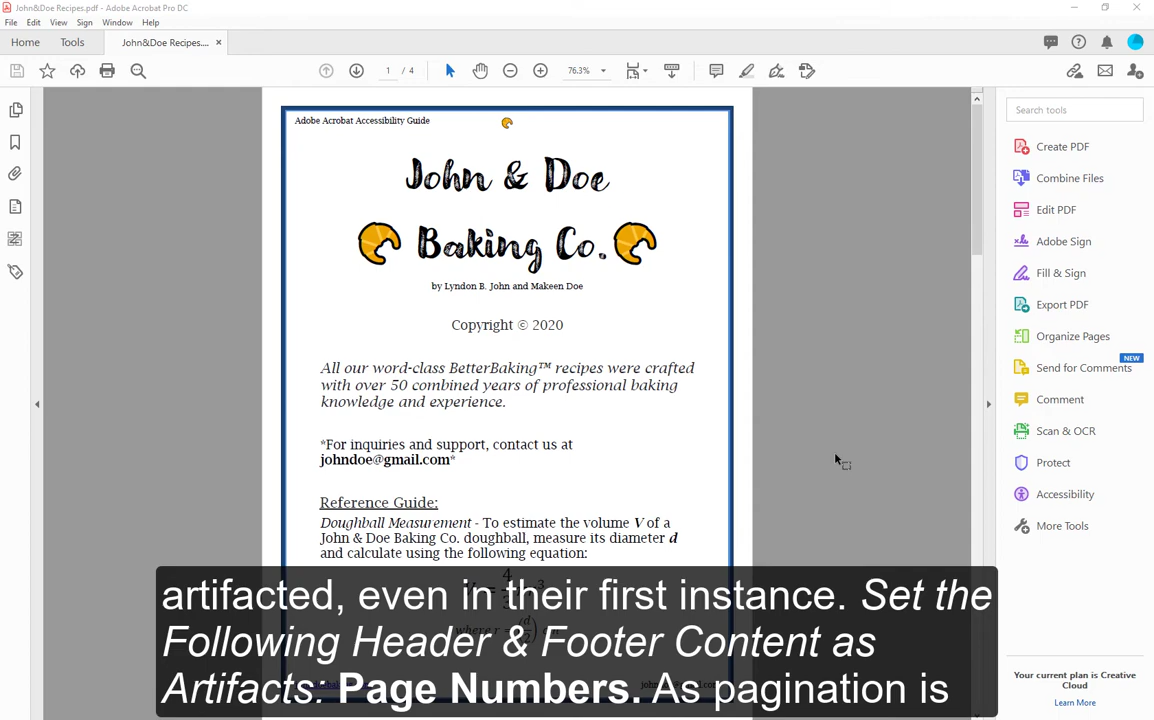 John&Doe Recipes.pdf - Adobe Acrobat Pro DC
File Edit View Sign Window Help
Home Tools John&Doe Recipes.... ×
1 / 4 76.3%
Search tools
Create PDF
Combine Files
Edit PDF
Adobe Sign
Fill & Sign
Export PDF
Organize Pages
NEW
Send for Comments
Comment
Scan & OCR
Protect
Accessibility
More Tools
Your current plan is Creative
Cloud
Learn More
Adobe Acrobat Accessibility Guide
John & Doe
Baking Co.
by Lyndon B. John and Makeen Doe
Copyright © 2020
All our word-class BetterBaking™ recipes were crafted
with over 50 combined years of professional baking
knowledge and experience.
*For inquiries and support, contact us at
johndoe@gmail.com*
Reference Guide:
Doughball Measurement - To estimate the volume V of a
John & Doe Baking Co. doughball, measure its diameter d
and calculate using the following equation:
artifacted, even in their first instance. Set the
Following Header & Footer Content as
Artifacts: Page Numbers. As pagination is